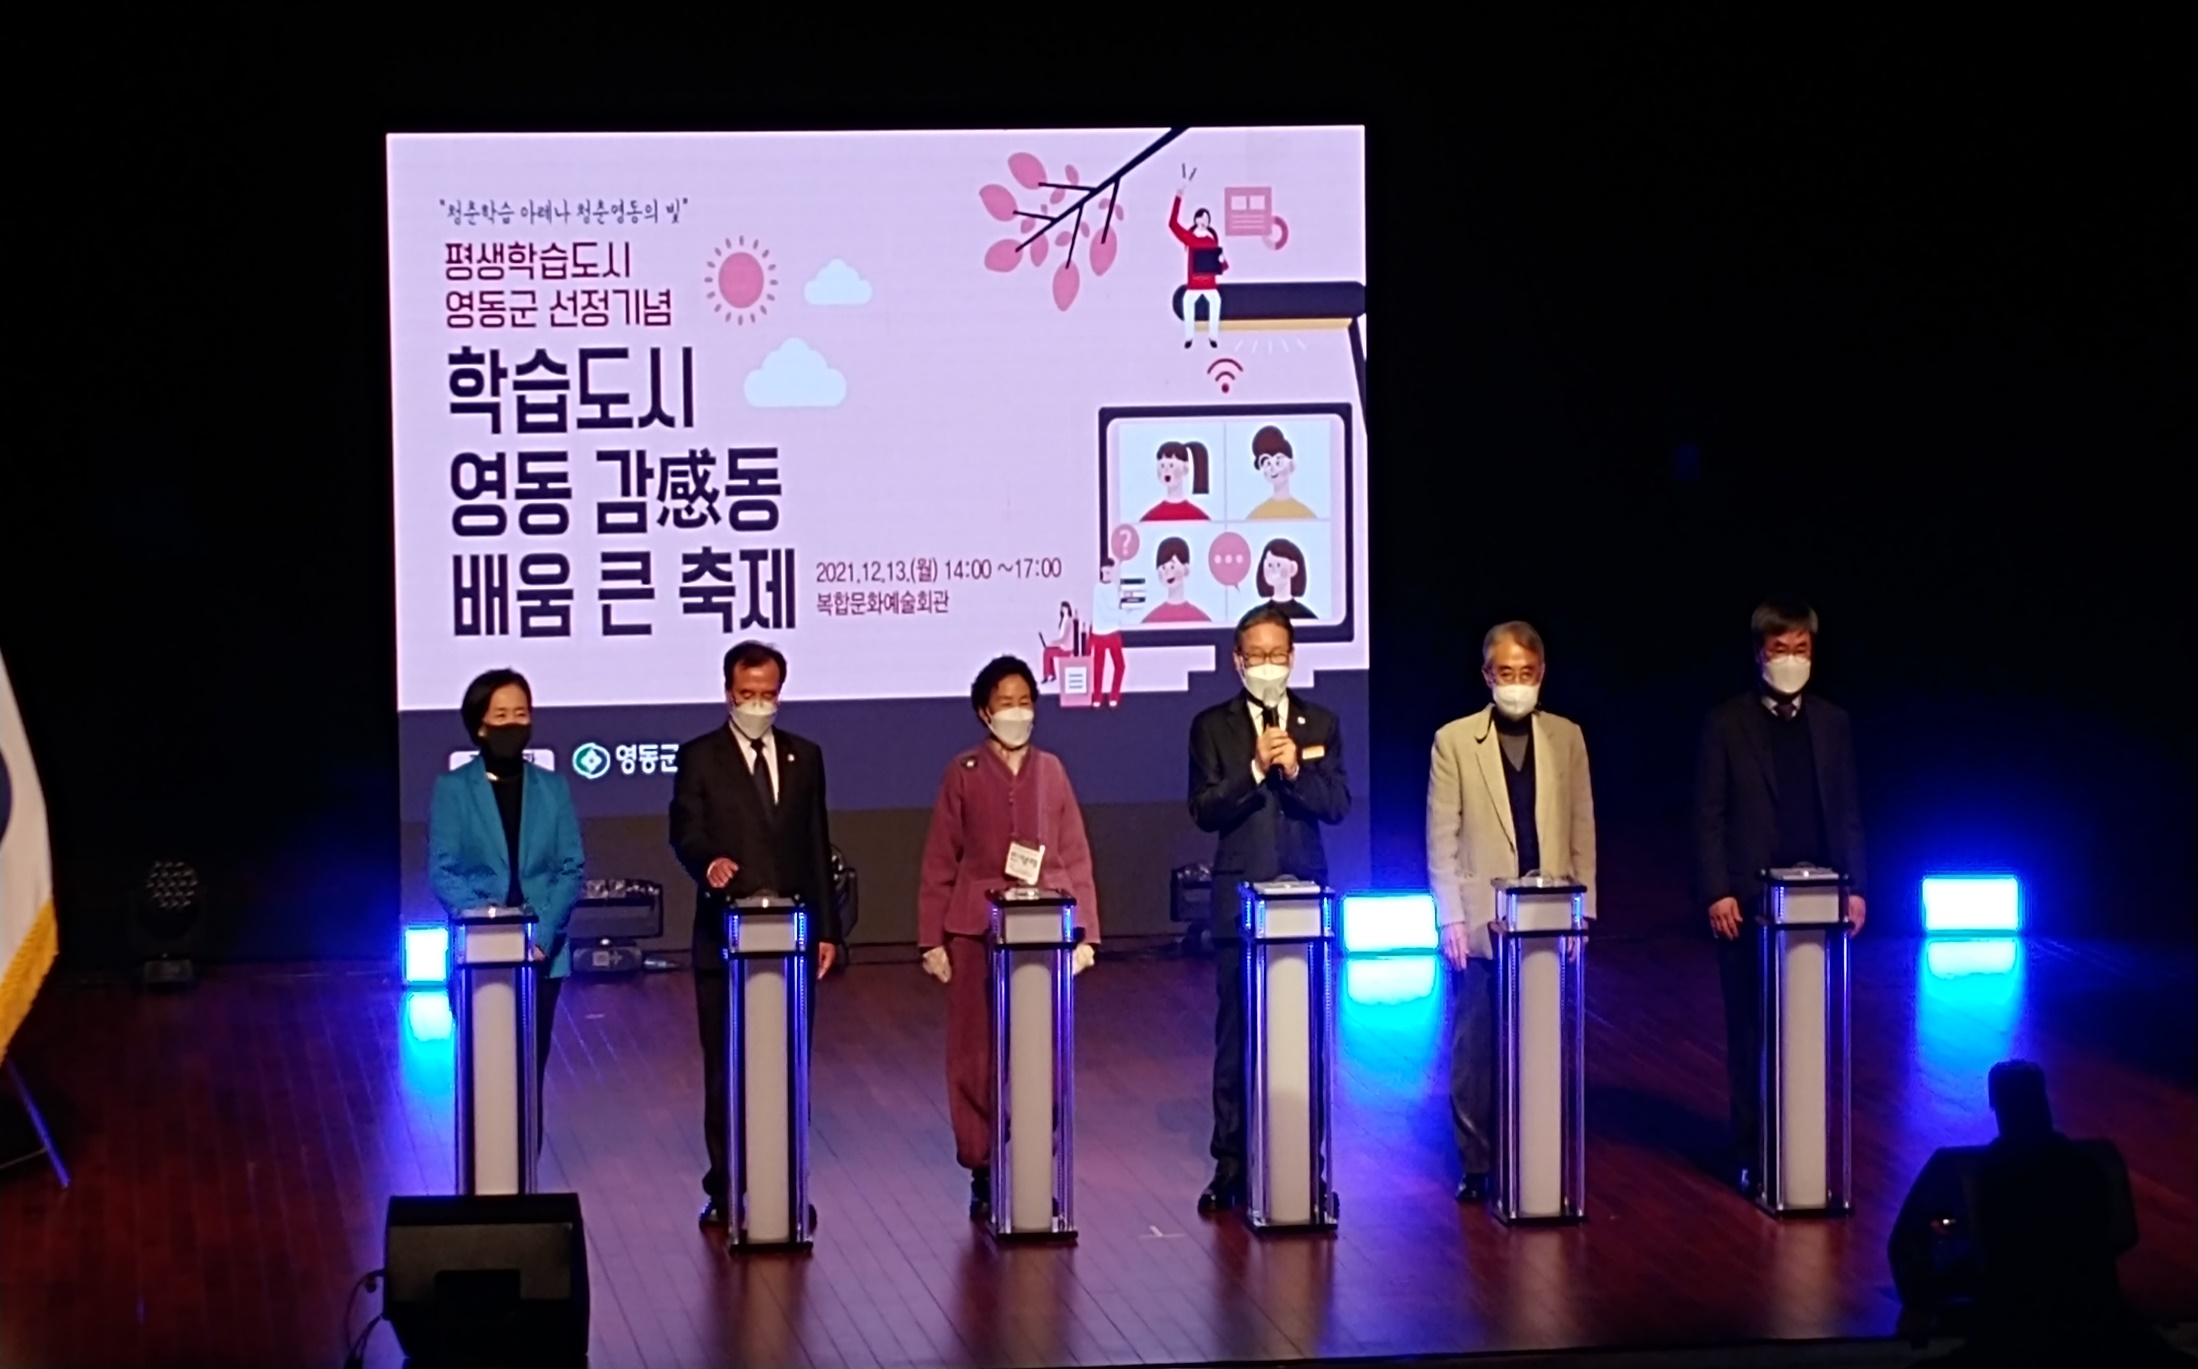 "청춘학습 아레나 청춘영동의 빛"
평생학습도시
영동군 선정기념
학습도시
영동 감感동
배움 큰 축제
2021.12.13.(월) 14:00 ~17:00
복합문화예술회관
?
영동군